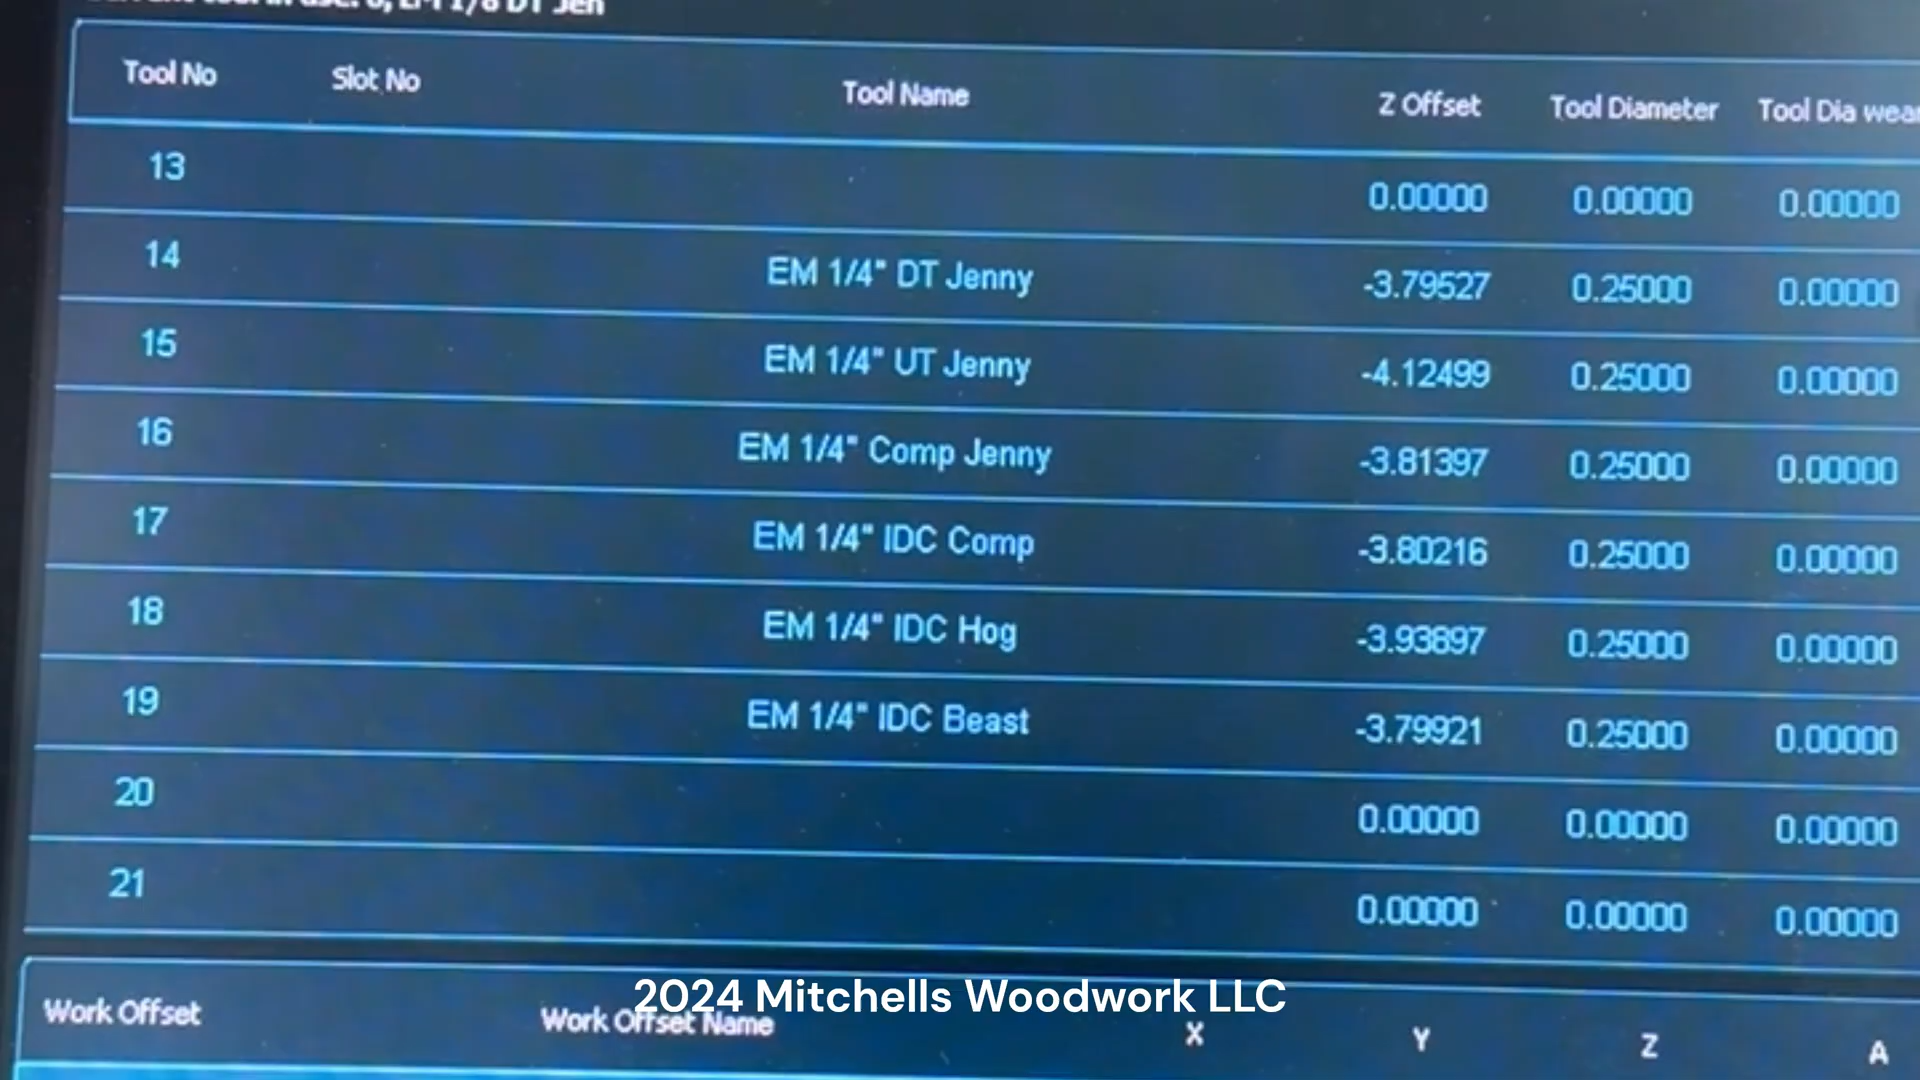 EM 1/8 DT Jen
Tool No Slot No Tool Name Z Offset Tool Diameter Tool Dia wear
13 0.00000 0.00000 0.00000
14 EM 1/4" DT Jenny -3.79527 0.25000 0.00000
15 EM 1/4" UT Jenny -4.12499 0.25000 0.00000
16 EM 1/4" Comp Jenny -3.81397 0.25000 0.00000
17 EM 1/4" IDC Comp -3.80216 0.25000 0.00000
18 EM 1/4" IDC Hog -3.93897 0.25000 0.00000
19 EM 1/4" IDC Beast -3.79921 0.25000 0.00000
20 0.00000 0.00000 0.00000
21 0.00000 0.00000 0.00000
2024 Mitchells Woodwork LLC
Work Offset Work Offset Name X Y Z A